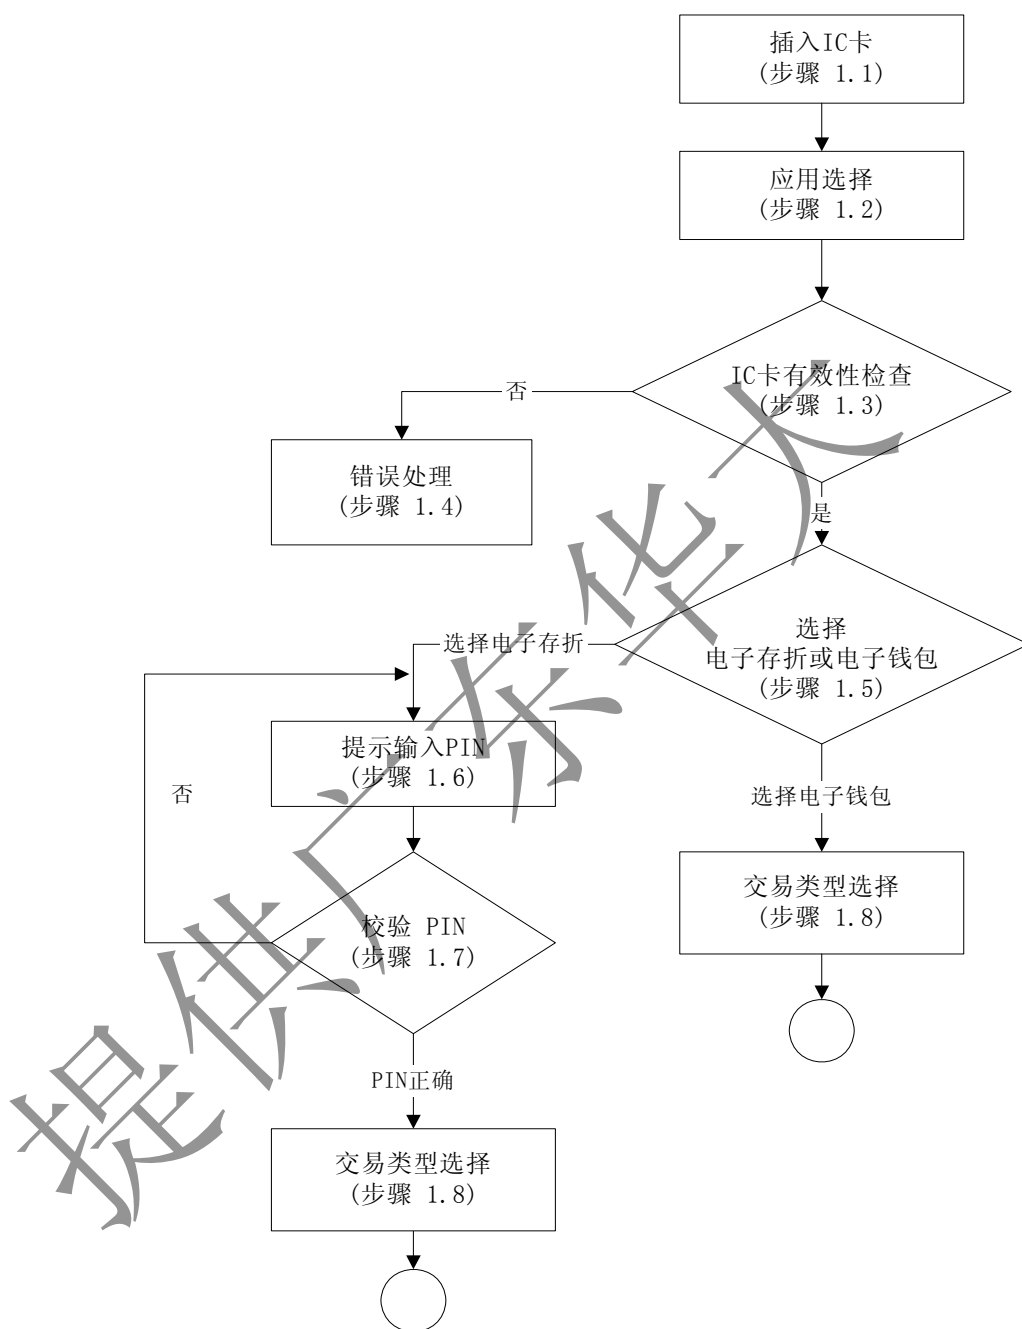 插入IC卡
(步骤 1.1)
应用选择
(步骤 1.2)
IC卡有效性检查
(步骤 1.3)
否
错误处理
(步骤 1.4)
是
选择
电子存折或电子钱包
(步骤 1.5)
选择电子存折
提示输入PIN
(步骤 1.6)
否
选择电子钱包
校验 PIN
(步骤 1.7)
交易类型选择
(步骤 1.8)
PIN正确
交易类型选择
(步骤 1.8)
提供广东华大